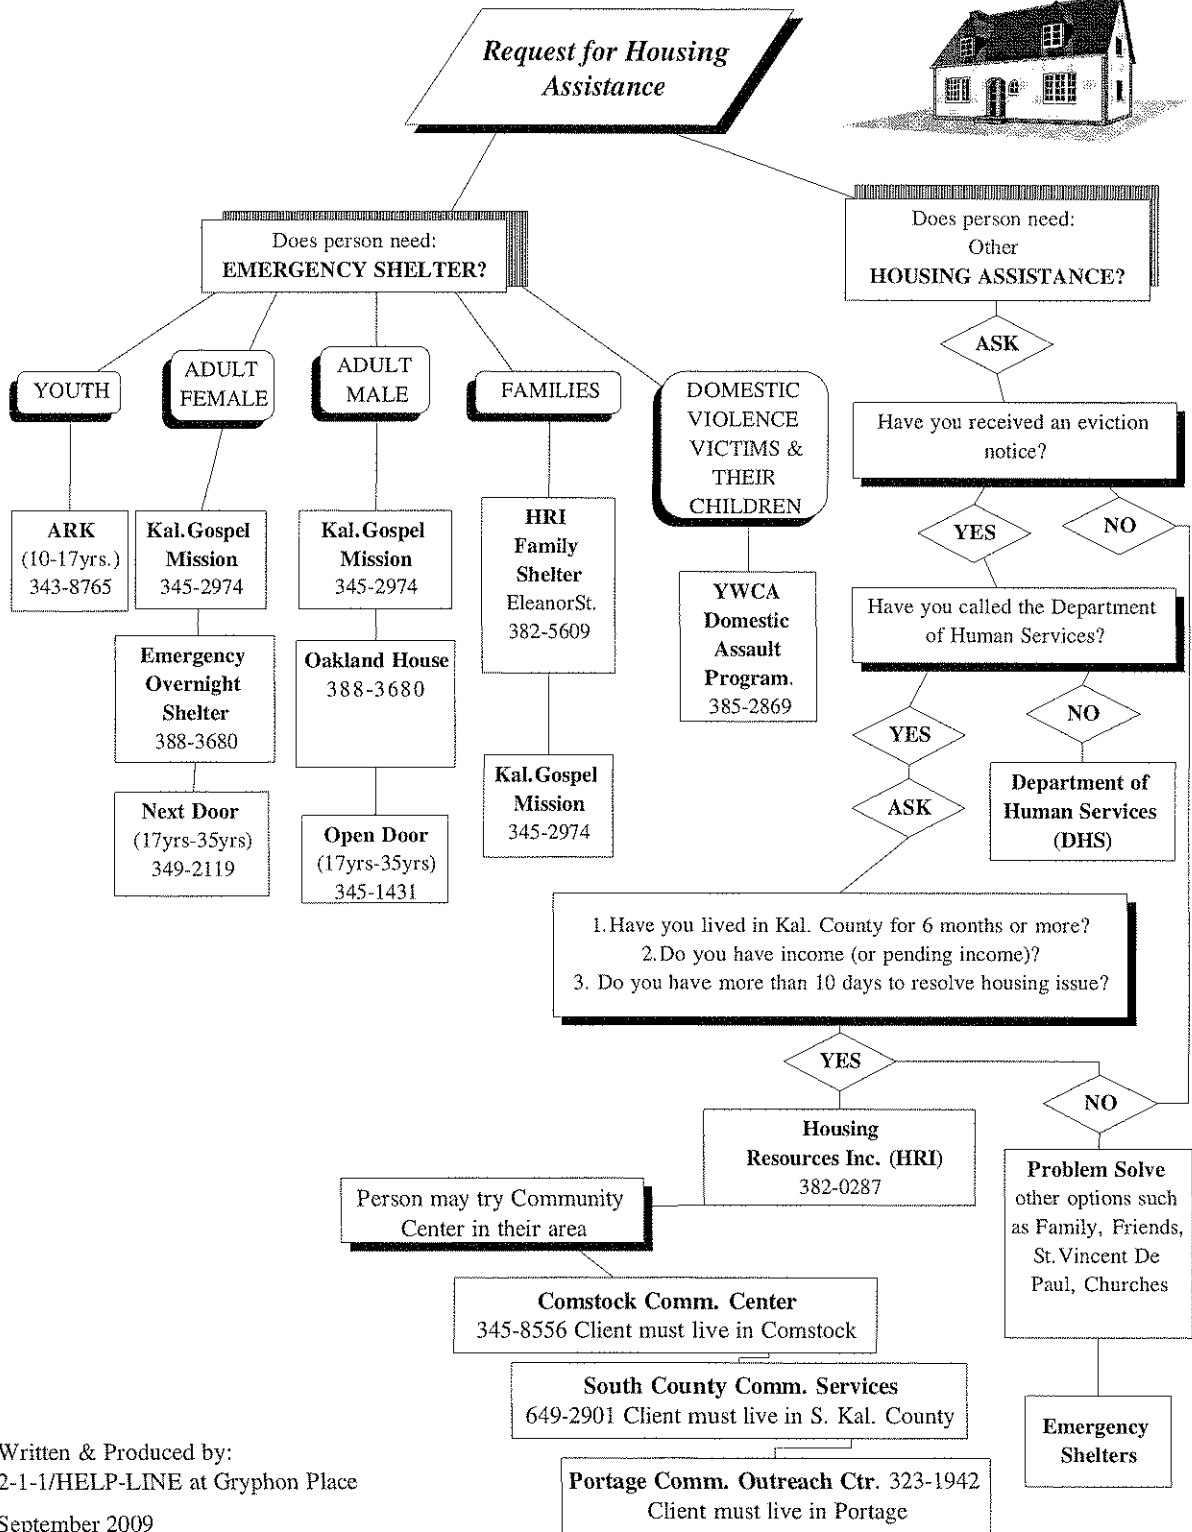 Request for Housing
Assistance
Does person need:
EMERGENCY SHELTER?
Does person need:
Other
HOUSING ASSISTANCE?
ASK
YOUTH
ADULT
FEMALE
ADULT
MALE
FAMILIES
DOMESTIC
VIOLENCE
VICTIMS &
THEIR
CHILDREN
Have you received an eviction
notice?
YES
NO
ARK
(10-17yrs.)
343-8765
Kal.Gospel
Mission
345-2974
Kal.Gospel
Mission
345-2974
HRI
Family
Shelter
EleanorSt.
382-5609
YWCA
Domestic
Assault
Program.
385-2869
Have you called the Department
of Human Services?
Emergency
Overnight
Shelter
388-3680
Oakland House
388-3680
YES
NO
ASK
Department of
Human Services
(DHS)
Next Door
(17yrs-35yrs)
349-2119
Open Door
(17yrs-35yrs)
345-1431
Kal.Gospel
Mission
345-2974
1.Have you lived in Kal. County for 6 months or more?
2.Do you have income (or pending income)?
3. Do you have more than 10 days to resolve housing issue?
YES
NO
Housing
Resources Inc. (HRI)
382-0287
Problem Solve
other options such
as Family, Friends,
St.Vincent De
Paul, Churches
Person may try Community
Center in their area
Comstock Comm. Center
345-8556 Client must live in Comstock
South County Comm. Services
649-2901 Client must live in S. Kal. County
Portage Comm. Outreach Ctr. 323-1942
Client must live in Portage
Emergency
Shelters
Written & Produced by:
2-1-1/HELP-LINE at Gryphon Place
September 2009